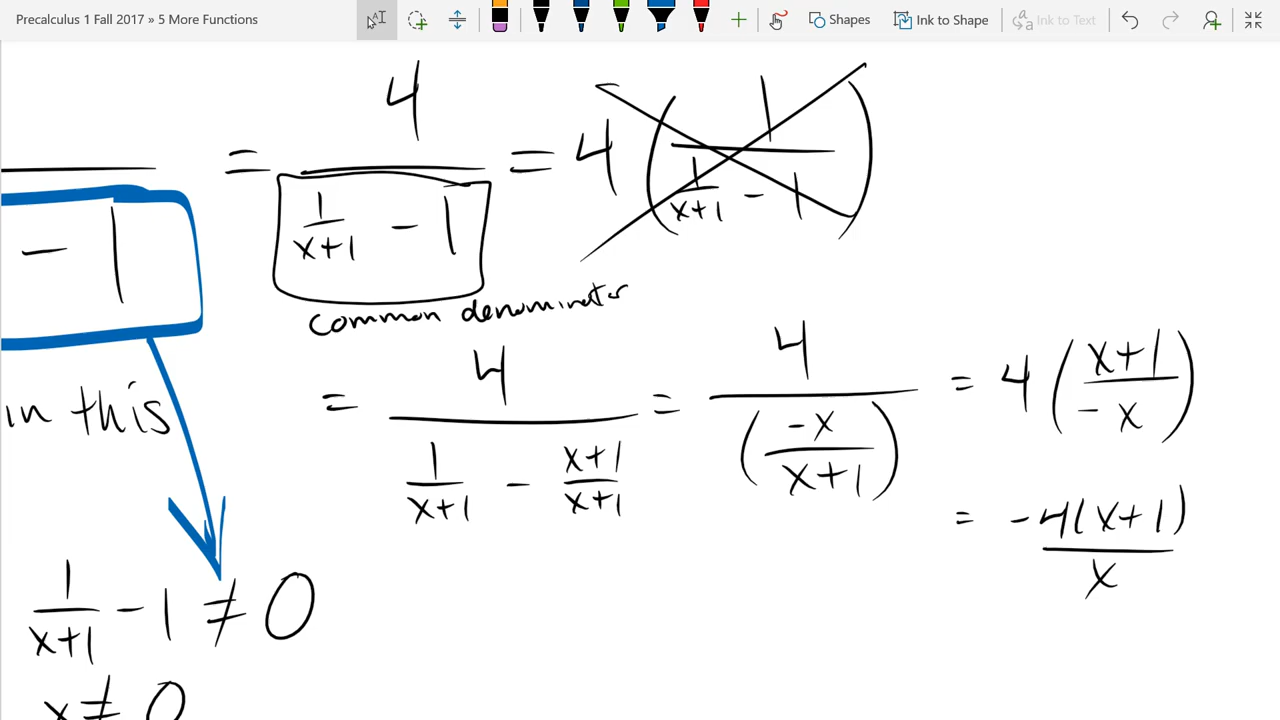 Precalculus 1 Fall 2017 » 5 More Functions
Shapes
Ink to Shape
Ink to Text
- 1
= 4 / (1/(x+1) - 1) = 4 (1 / (1/(x+1) - 1))
common denominator
= 4 / (1/(x+1) - (x+1)/(x+1)) = 4 / (-x/(x+1)) = 4 ((x+1)/-x)
in this
= -4(x+1)/x
1/(x+1) - 1 ≠ 0
x ≠ 0